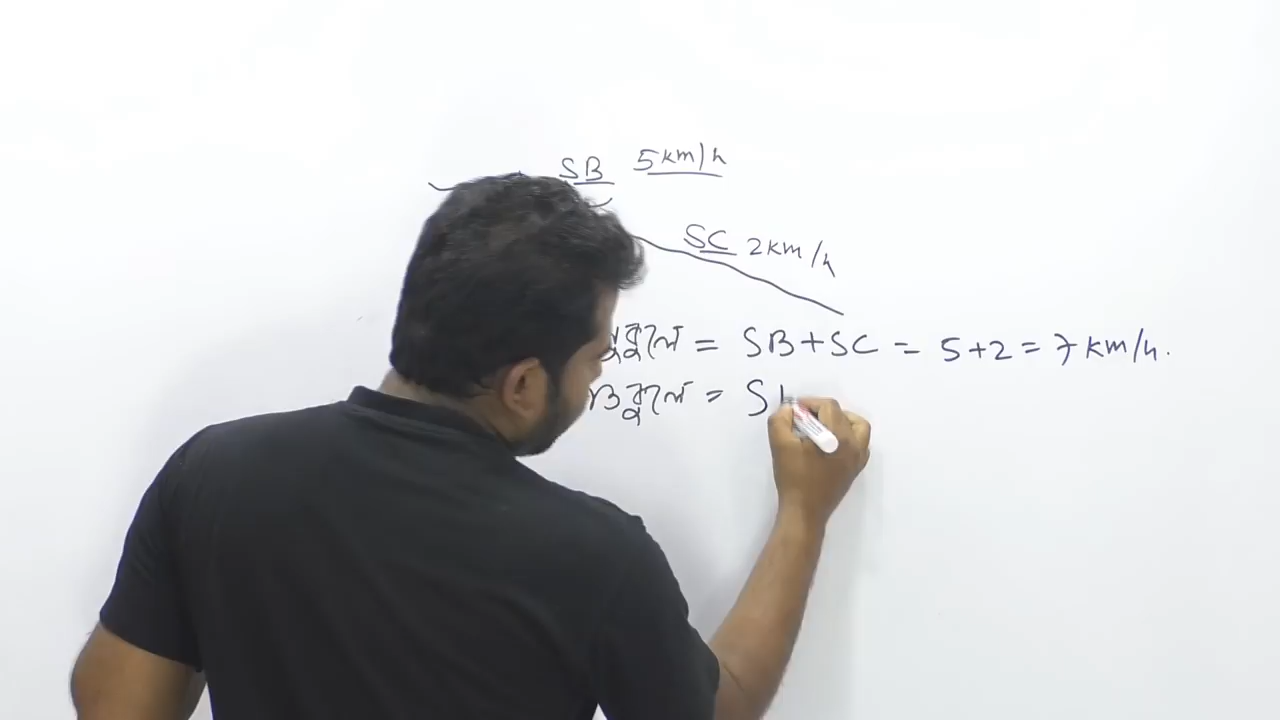 SB 5km/h
SC 2km/h
= SB+SC = 5+2 = 7 km/h.
= S